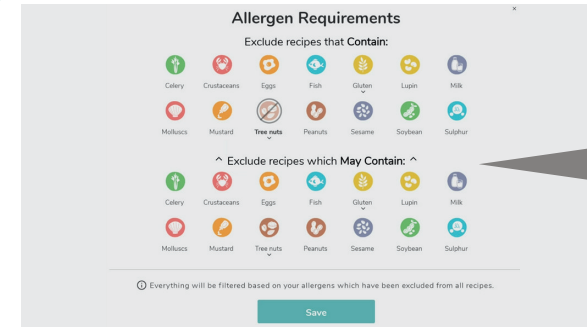 ×
Allergen Requirements
Exclude recipes that Contain:
Celery Crustaceans Eggs Fish Gluten Lupin Milk
Molluscs Mustard Tree nuts Peanuts Sesame Soybean Sulphur
^ Exclude recipes which May Contain: ^
Celery Crustaceans Eggs Fish Gluten Lupin Milk
Molluscs Mustard Tree nuts Peanuts Sesame Soybean Sulphur
Everything will be filtered based on your allergens which have been excluded from all recipes.
Save